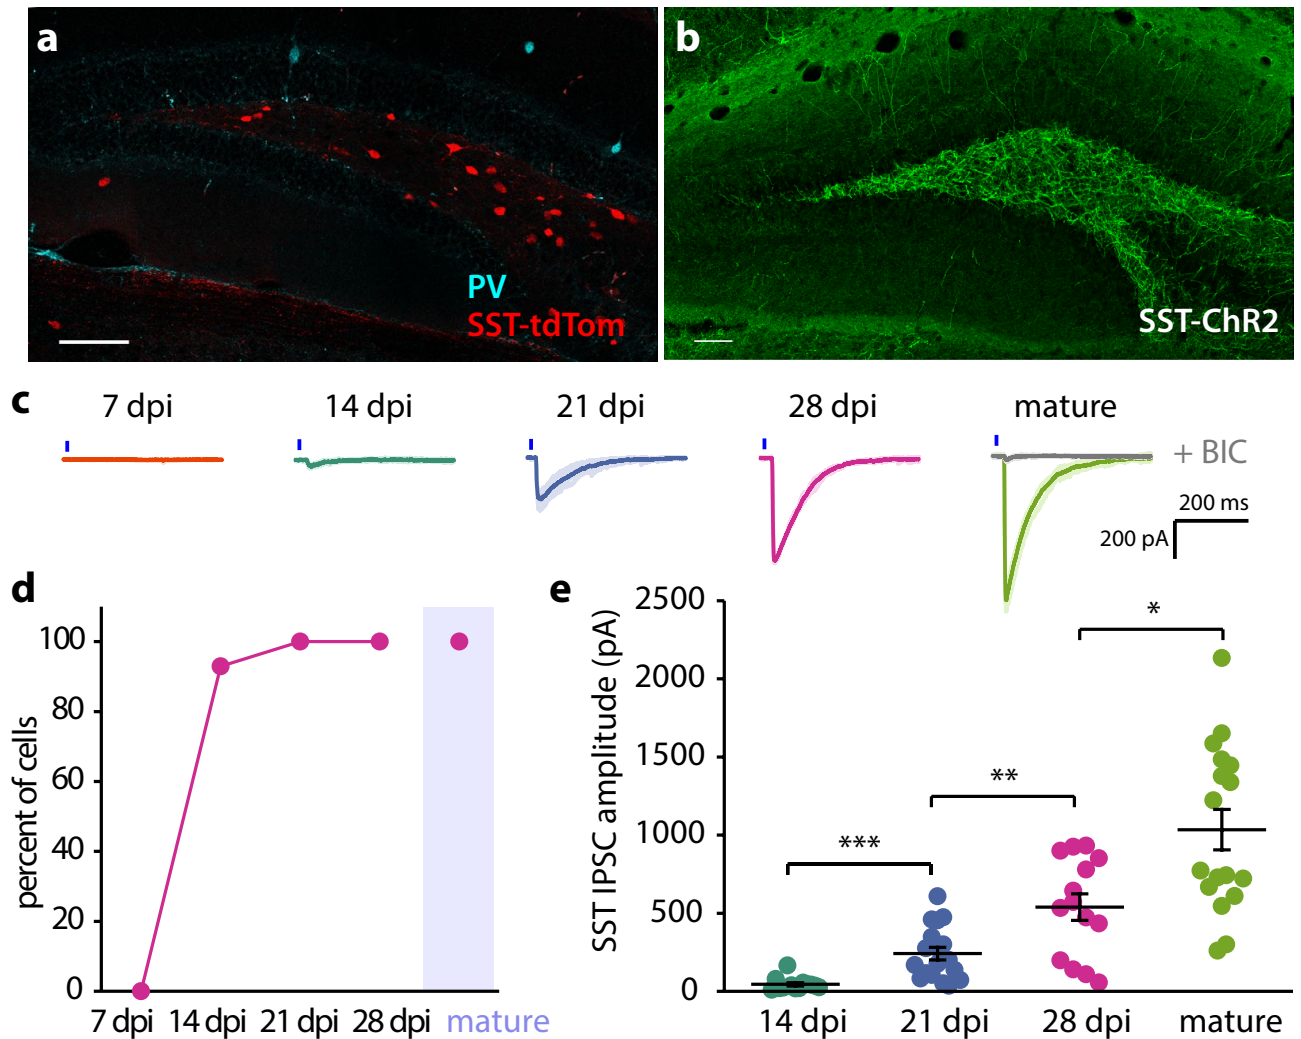 a
PV
SST-tdTom
b
SST-ChR2
c
7 dpi 14 dpi 21 dpi 28 dpi mature
+ BIC
200 ms
200 pA
d
percent of cells
100
80
60
40
20
0
7 dpi 14 dpi 21 dpi 28 dpi mature
e
SST IPSC amplitude (pA)
2500
2000
1500
1000
500
0
***
**
*
14 dpi 21 dpi 28 dpi mature